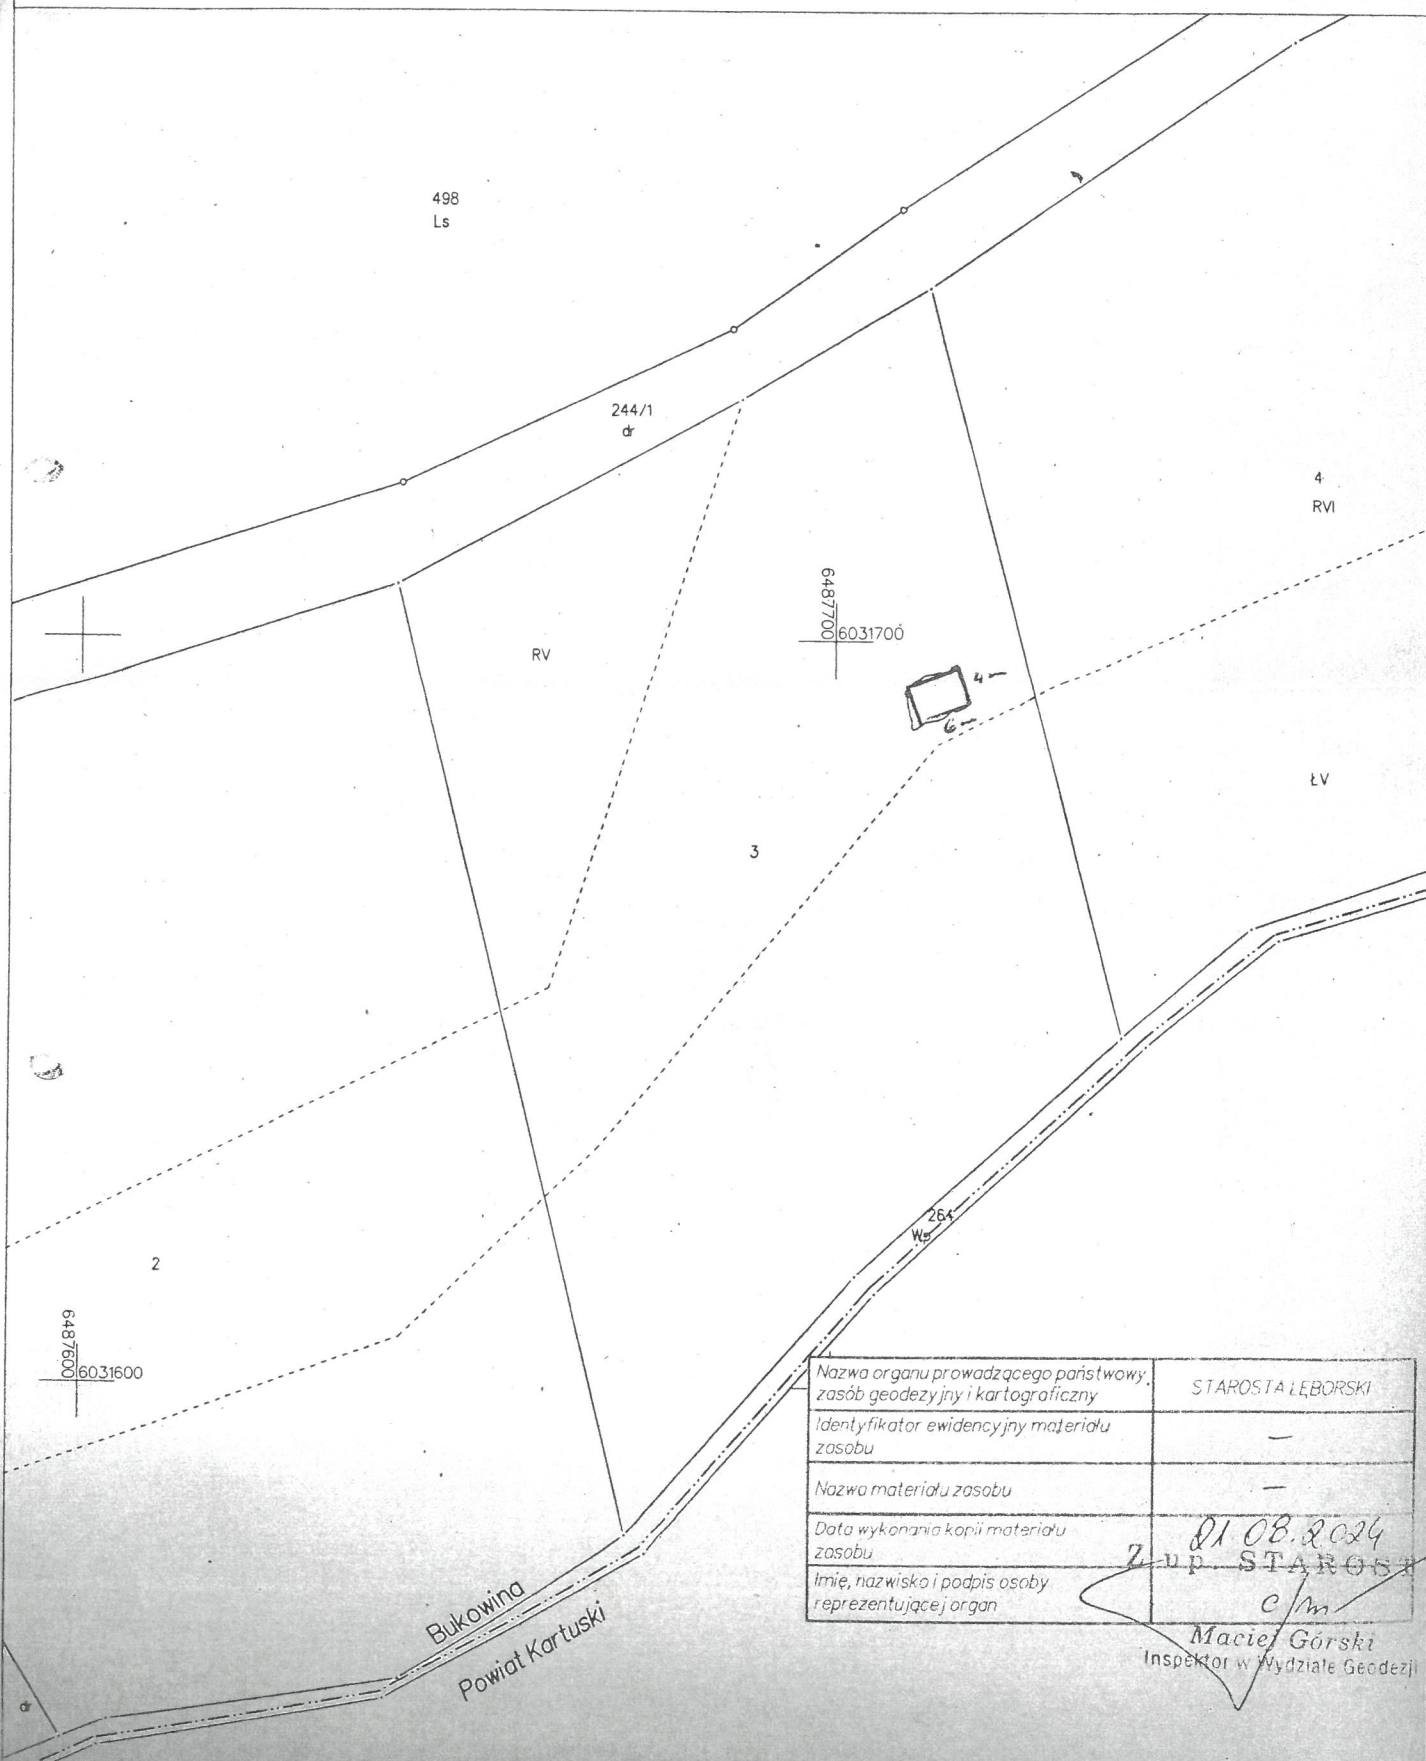 498
Ls
244/1
dr
4
RVI
6487700
6031700
RV
4 m
6 m
ŁV
3
264
Wp
2
6487600
6031600
Nazwa organu prowadzącego państwowy
zasób geodezyjny i kartograficzny
STAROSTA LĘBORSKI
Identyfikator ewidencyjny materiału
zasobu
—
Nazwa materiału zasobu
—
Data wykonania kopii materiału
zasobu
21.08.2024
Z up. STAROST
Imię, nazwisko i podpis osoby
reprezentującej organ
Maciej Górski
Inspektor w Wydziale Geodezji
Bukowina
Powiat Kartuski
dr